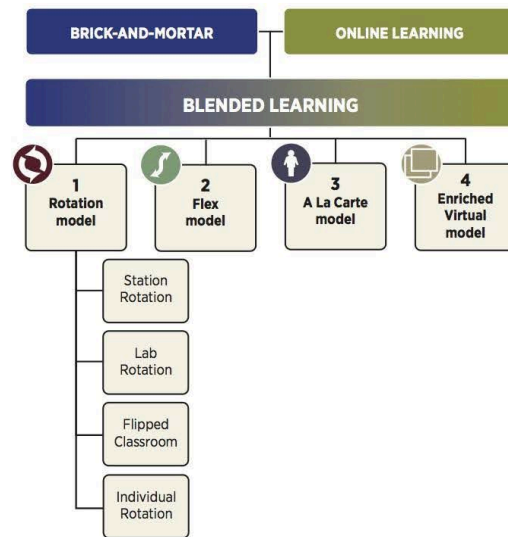 BRICK-AND-MORTAR
ONLINE LEARNING
BLENDED LEARNING
1
Rotation
model
2
Flex
model
3
A La Carte
model
4
Enriched
Virtual
model
Station
Rotation
Lab
Rotation
Flipped
Classroom
Individual
Rotation